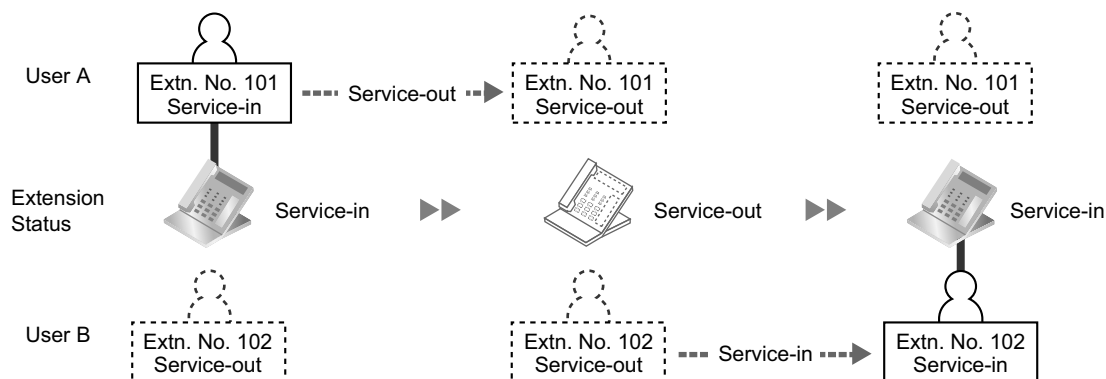 User A
Extn. No. 101
Service-in
Service-out
Extn. No. 101
Service-out
Extn. No. 101
Service-out
Extension
Status
Service-in
Service-out
Service-in
User B
Extn. No. 102
Service-out
Extn. No. 102
Service-out
Service-in
Extn. No. 102
Service-in